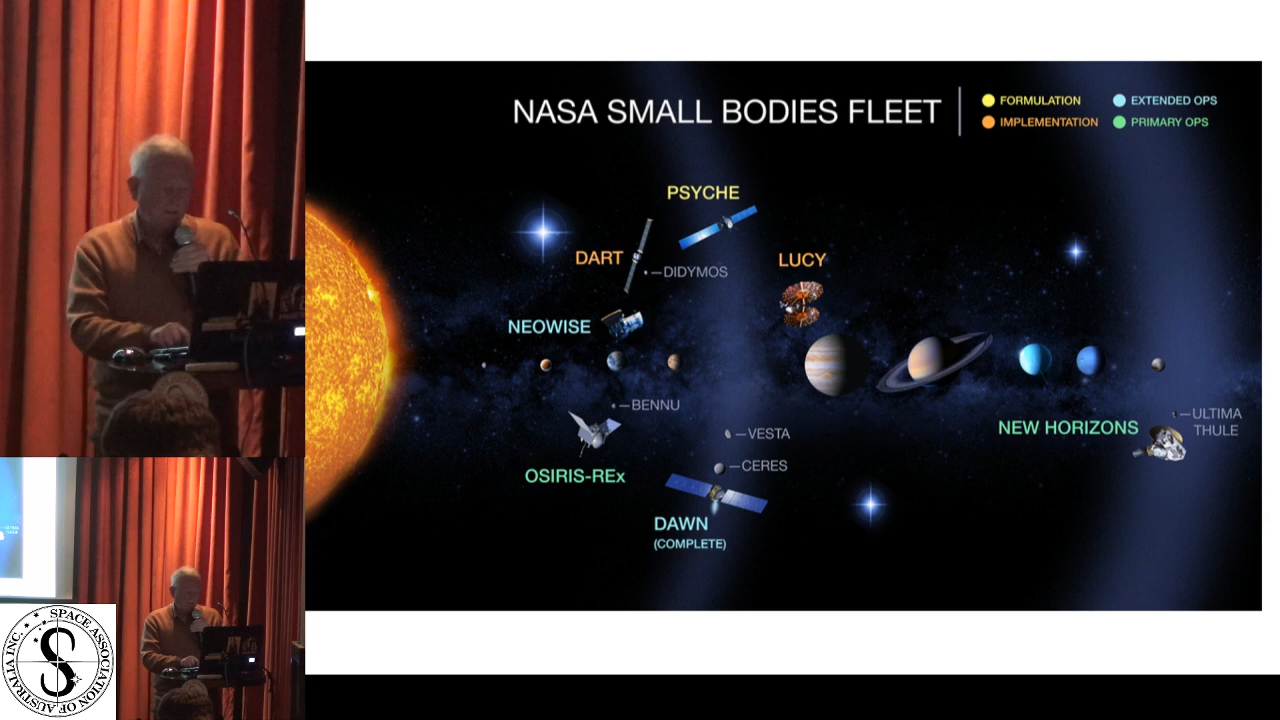 NASA SMALL BODIES FLEET
FORMULATION
EXTENDED OPS
IMPLEMENTATION
PRIMARY OPS
PSYCHE
DART
DIDYMOS
LUCY
NEOWISE
BENNU
VESTA
ULTIMA
THULE
NEW HORIZONS
CERES
OSIRIS-REx
DAWN
(COMPLETE)
SPACE ASSOCIATION OF AUSTRALIA INC.
S